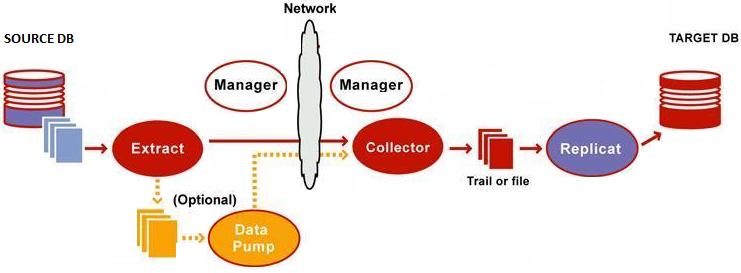 Network
SOURCE DB
TARGET DB
Manager
Manager
Extract
Collector
Replicat
Trail or file
(Optional)
Data
Pump